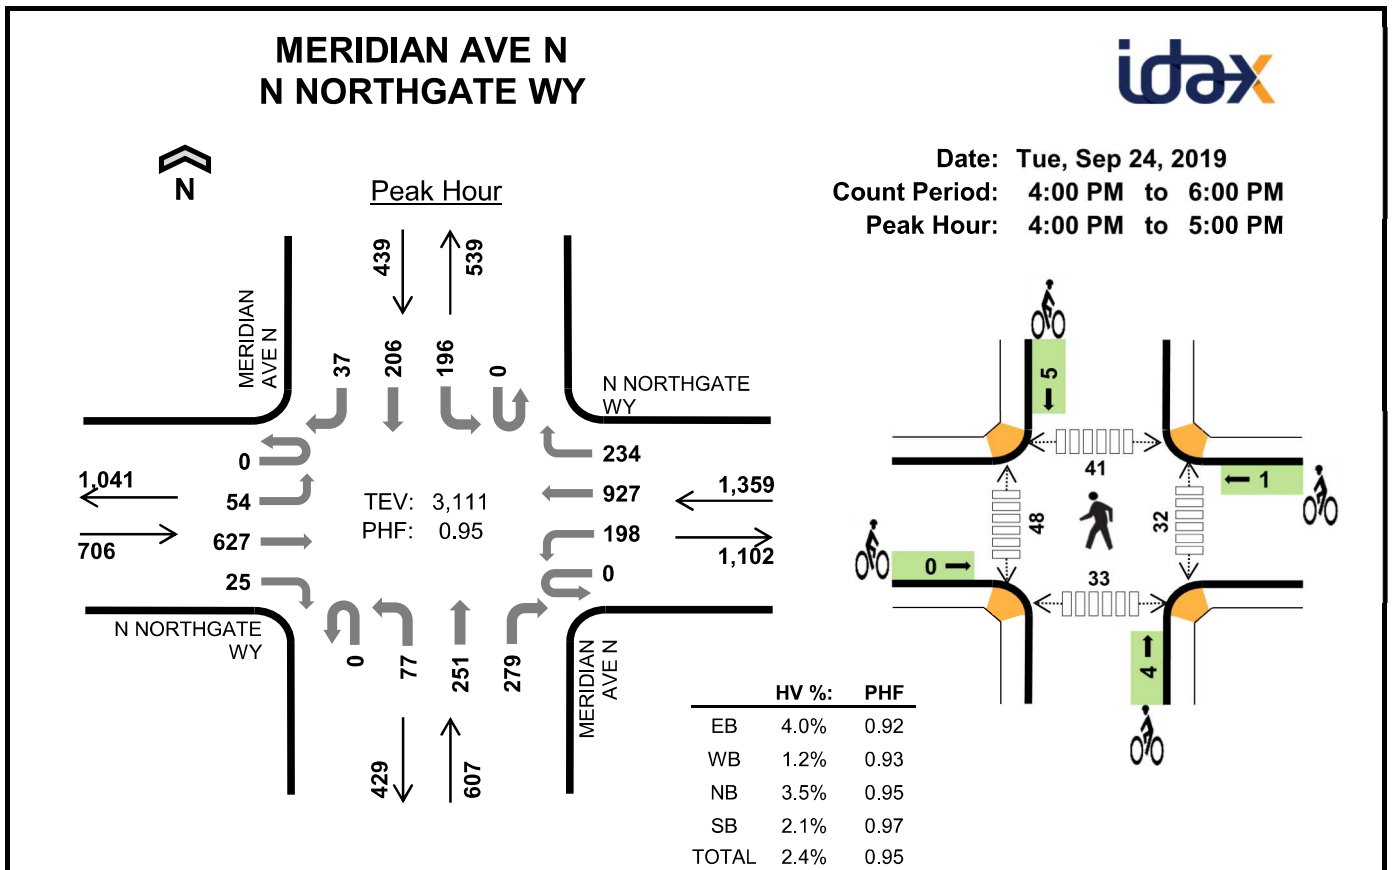 MERIDIAN AVE N
N NORTHGATE WY
idax
Date: Tue, Sep 24, 2019
Count Period: 4:00 PM to 6:00 PM
Peak Hour: 4:00 PM to 5:00 PM
N
Peak Hour
439
539
MERIDIAN
AVE N
37
206
196
0
N NORTHGATE
WY
0
54
627
25
1,041
706
TEV: 3,111
PHF: 0.95
234
927
198
0
1,359
1,102
N NORTHGATE
WY
0
77
251
279
MERIDIAN
AVE N
429
607
HV %: PHF
EB 4.0% 0.92
WB 1.2% 0.93
NB 3.5% 0.95
SB 2.1% 0.97
TOTAL 2.4% 0.95
5
41
1
48
32
0
33
4